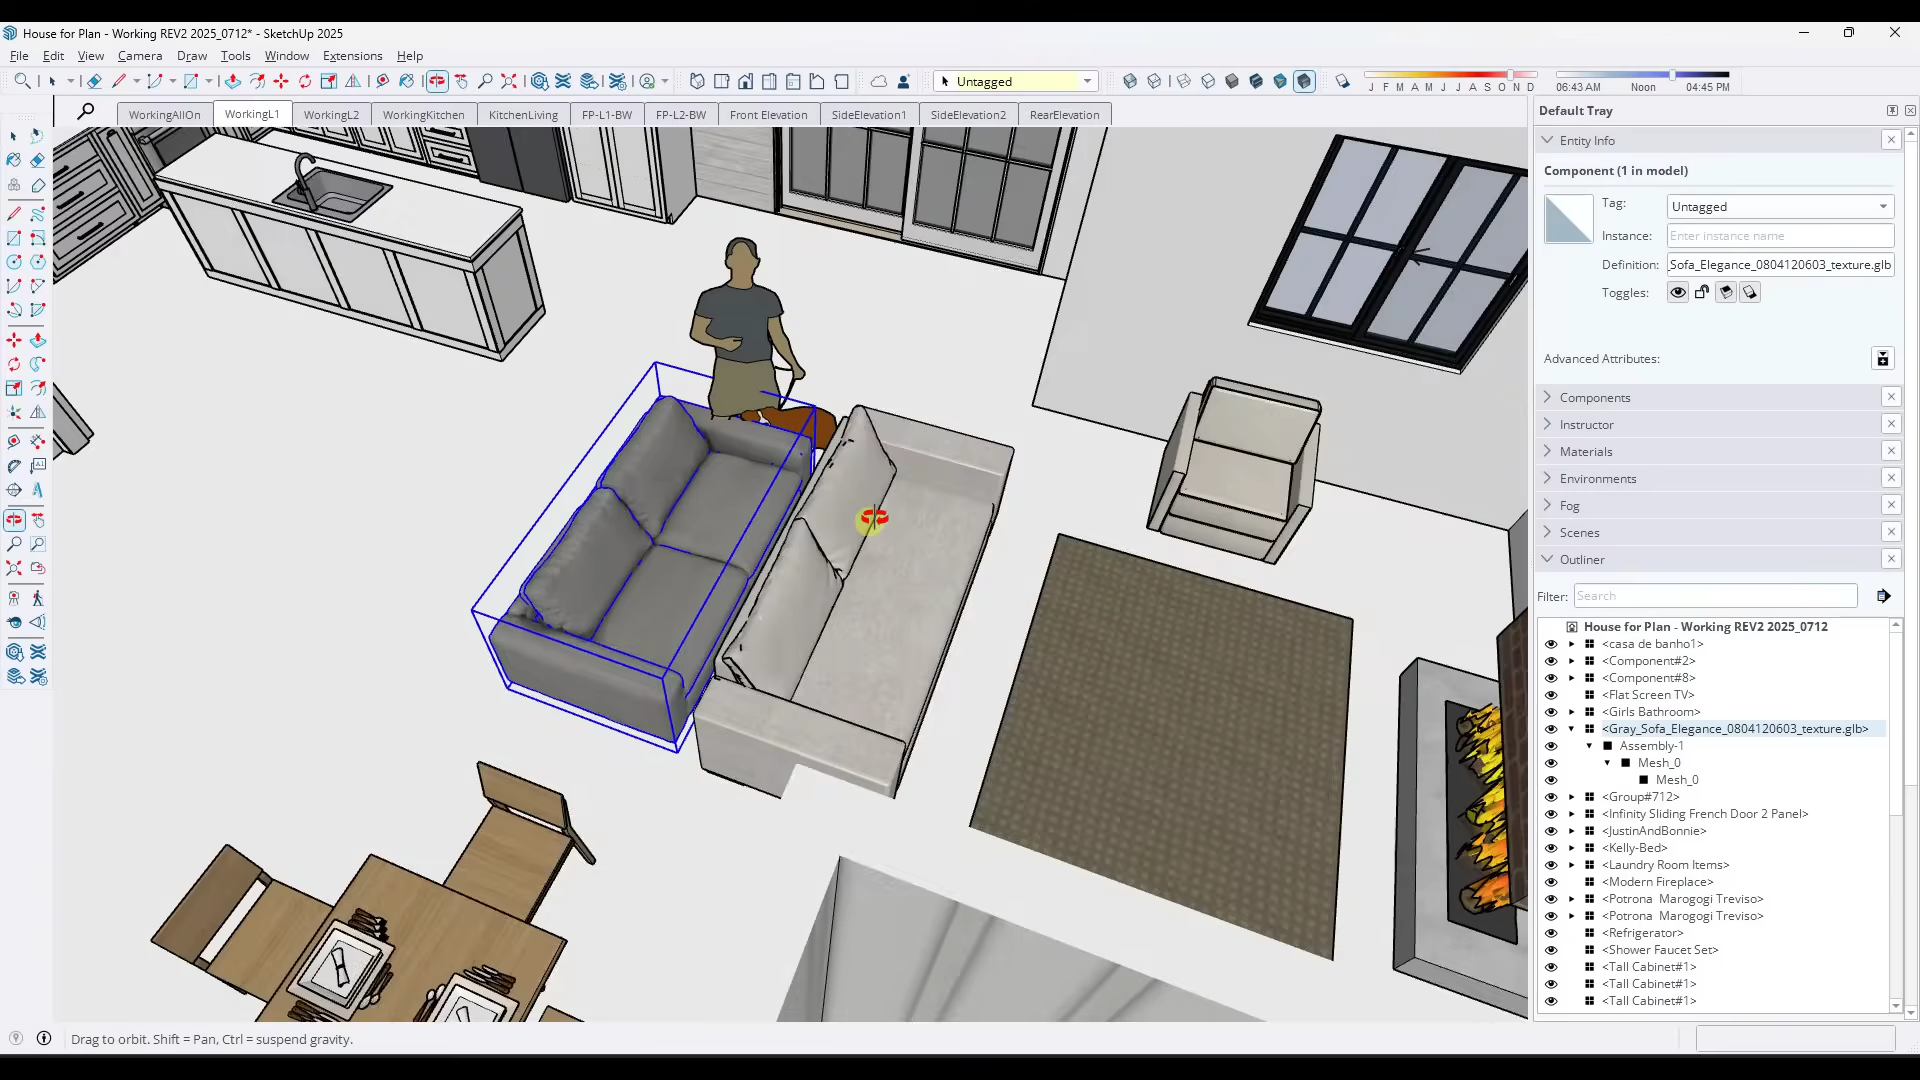 House for Plan - Working REV2 2025_0712* - SketchUp 2025
File Edit View Camera Draw Tools Window Extensions Help
Untagged
J F M A M J J A S O N D
06:43 AM Noon 04:45 PM
WorkingAllOn WorkingL1 WorkingL2 WorkingKitchen KitchenLiving FP-L1-BW FP-L2-BW Front Elevation SideElevation1 SideElevation2 RearElevation
Default Tray
Entity Info
Component (1 in model)
Tag: Untagged
Instance: Enter instance name
Definition: _Sofa_Elegance_0804120603_texture.glb
Toggles:
Advanced Attributes:
Components
Instructor
Materials
Environments
Fog
Scenes
Outliner
Filter: Search
House for Plan - Working REV2 2025_0712
<casa de banho1>
<Component#2>
<Component#8>
<Flat Screen TV>
<Girls Bathroom>
<Gray_Sofa_Elegance_0804120603_texture.glb>
Assembly-1
Mesh_0
Mesh_0
<Group#712>
<Infinity Sliding French Door 2 Panel>
<JustinAndBonnie>
<Kelly-Bed>
<Laundry Room Items>
<Modern Fireplace>
<Potrona  Marogogi Treviso>
<Potrona  Marogogi Treviso>
<Refrigerator>
<Shower Faucet Set>
<Tall Cabinet#1>
<Tall Cabinet#1>
<Tall Cabinet#1>
Drag to orbit. Shift = Pan, Ctrl = suspend gravity.